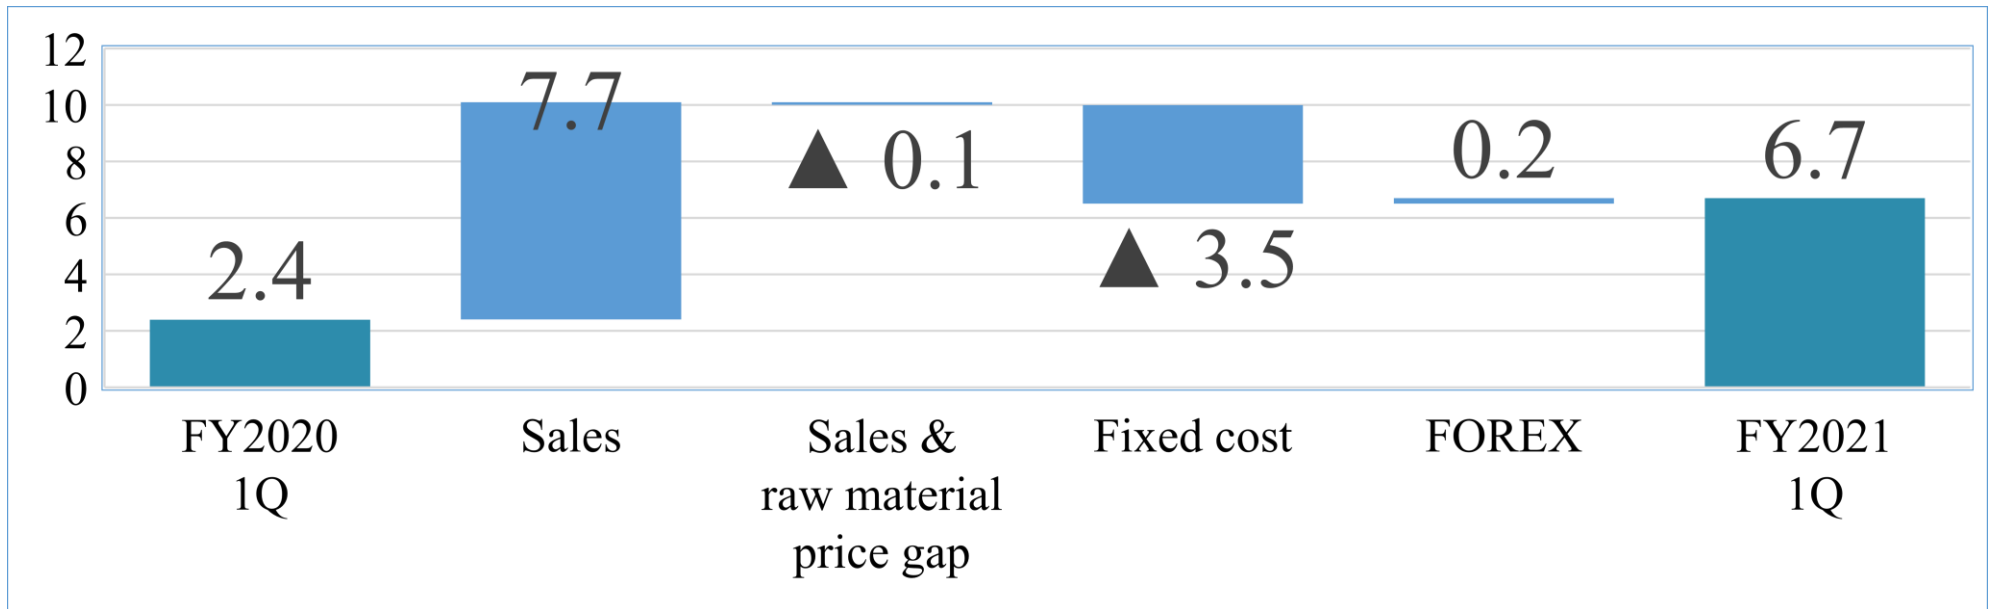 12
10
8
6
4
2
0
2.4
7.7
▲ 0.1
▲ 3.5
0.2
6.7
FY2020
1Q
Sales
Sales &
raw material
price gap
Fixed cost
FOREX
FY2021
1Q